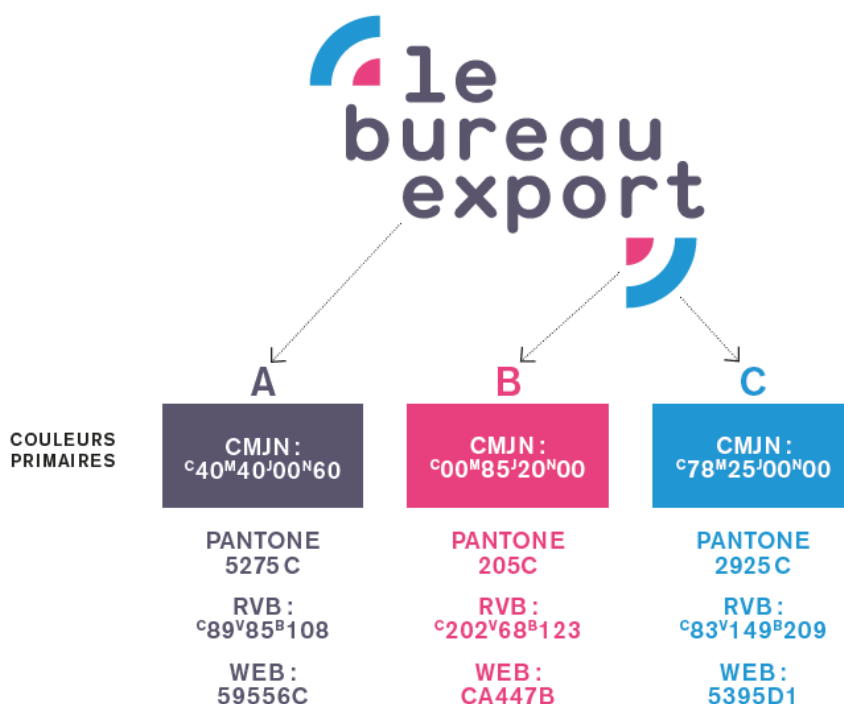 le
bureau
export
A
B
C
COULEURS
PRIMAIRES
CMJN :
C40M40J00N60
CMJN :
C00M85J20N00
CMJN :
C78M25J00N00
PANTONE
5275 C
PANTONE
205C
PANTONE
2925 C
RVB :
C89V85B108
RVB :
C202V68B123
RVB :
C83V149B209
WEB :
59556C
WEB :
CA447B
WEB :
5395D1